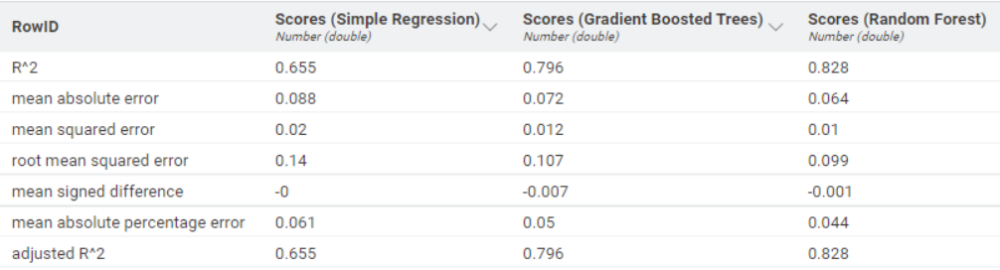 RowID Scores (Simple Regression) Scores (Gradient Boosted Trees) Scores (Random Forest)
Number (double) Number (double) Number (double)
R^2 0.655 0.796 0.828
mean absolute error 0.088 0.072 0.064
mean squared error 0.02 0.012 0.01
root mean squared error 0.14 0.107 0.099
mean signed difference -0 -0.007 -0.001
mean absolute percentage error 0.061 0.05 0.044
adjusted R^2 0.655 0.796 0.828